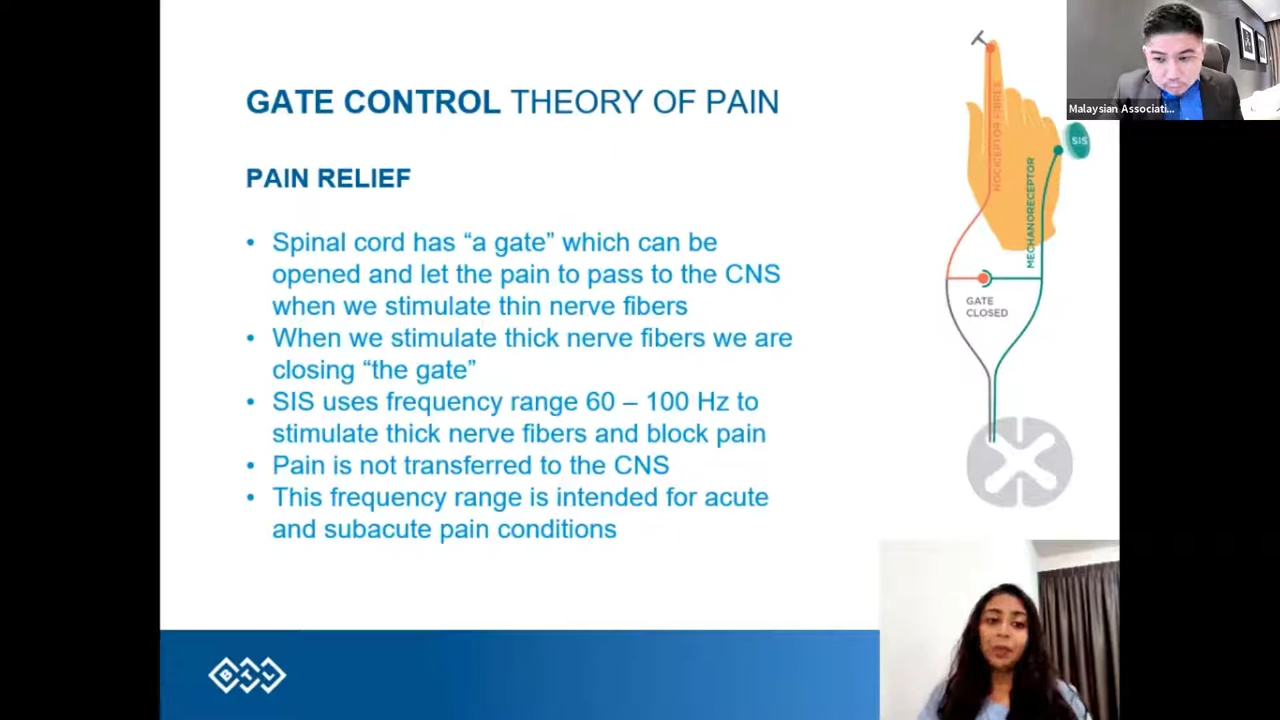 GATE CONTROL THEORY OF PAIN
PAIN RELIEF
• Spinal cord has “a gate” which can be
opened and let the pain to pass to the CNS
when we stimulate thin nerve fibers
• When we stimulate thick nerve fibers we are
closing “the gate”
• SIS uses frequency range 60 – 100 Hz to
stimulate thick nerve fibers and block pain
• Pain is not transferred to the CNS
• This frequency range is intended for acute
and subacute pain conditions
NOCICEPTOR FIBRES
SIS
MECHANORECEPTOR
GATE
CLOSED
Malaysian Associati...
BTL